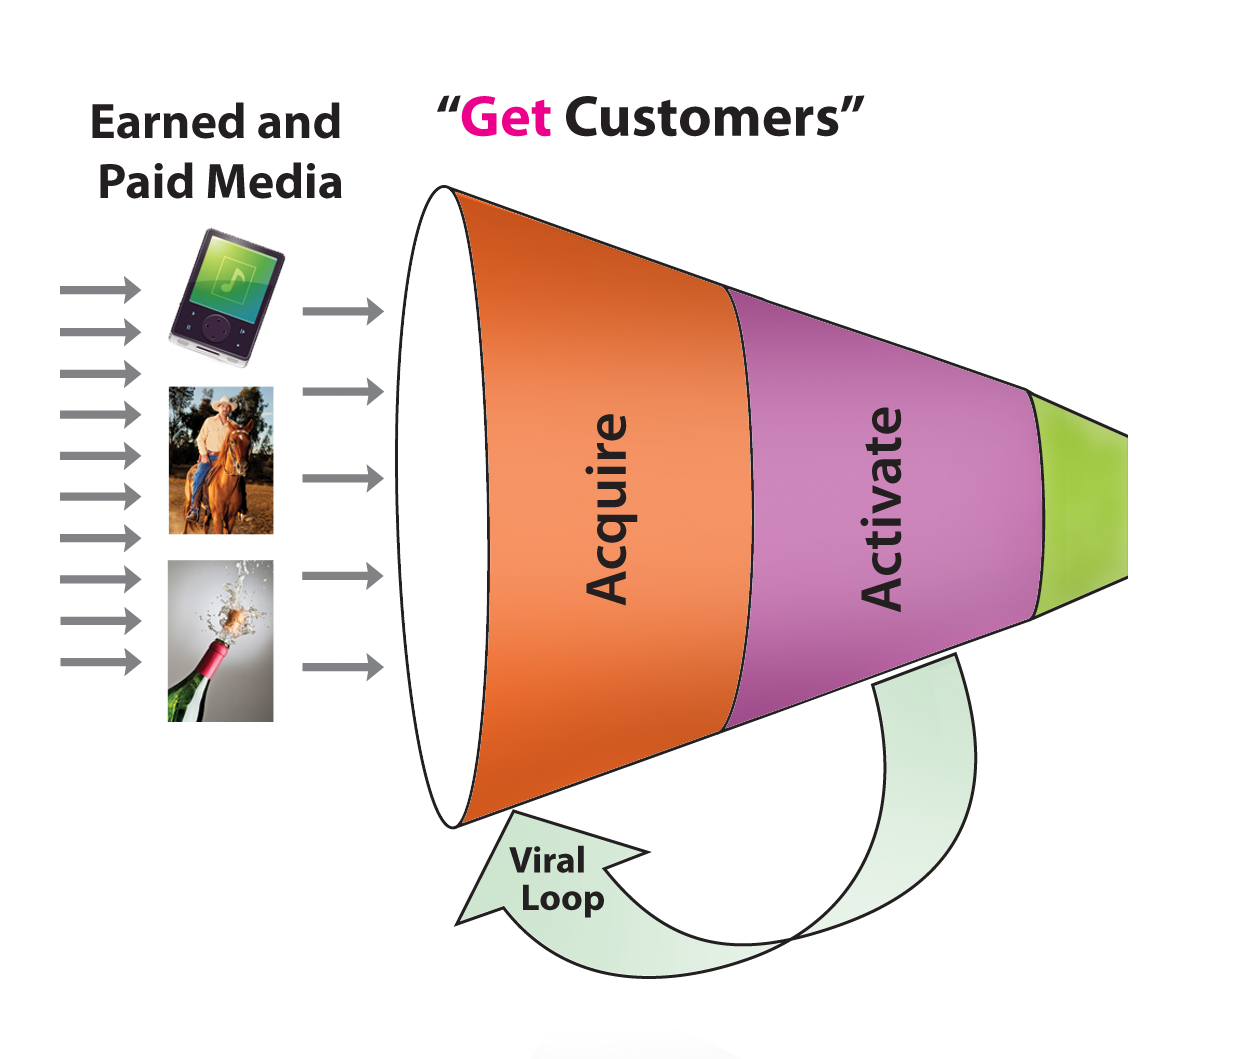 Earned and
Paid Media
“Get Customers”
Acquire
Activate
Viral
Loop